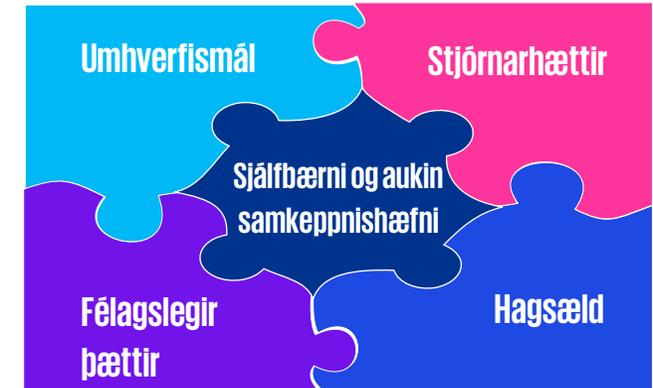 Umhverfismál
Stjórnarhættir
Sjálfbærni og aukin
samkeppnishæfni
Félagslegir
þættir
Hagsæld